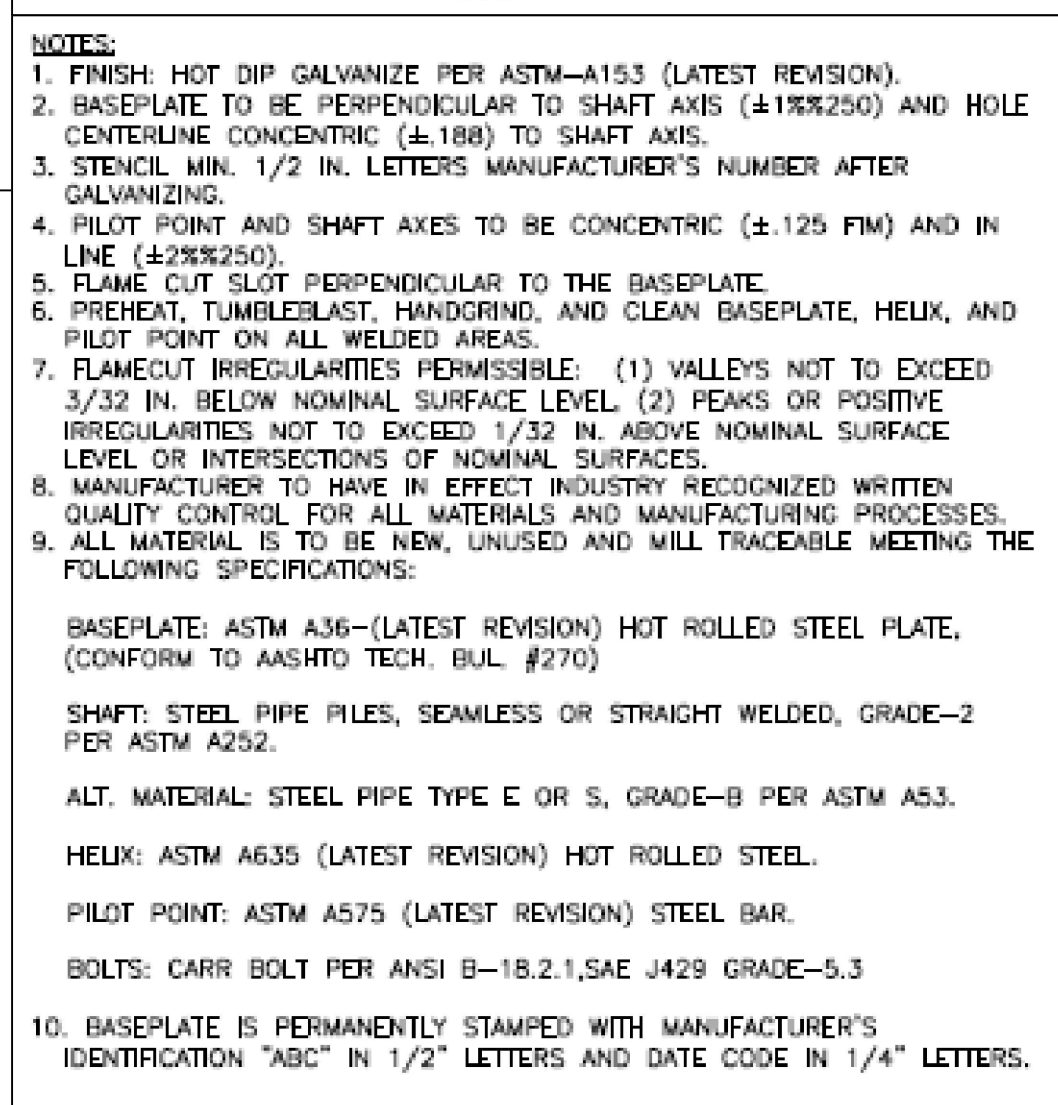 NOTES:
1. FINISH: HOT DIP GALVANIZE PER ASTM-A153 (LATEST REVISION).
2. BASEPLATE TO BE PERPENDICULAR TO SHAFT AXIS (±1%%250) AND HOLE
CENTERLINE CONCENTRIC (±.188) TO SHAFT AXIS.
3. STENCIL MIN. 1/2 IN. LETTERS MANUFACTURER'S NUMBER AFTER
GALVANIZING.
4. PILOT POINT AND SHAFT AXES TO BE CONCENTRIC (±.125 FIM) AND IN
LINE (±2%%250).
5. FLAME CUT SLOT PERPENDICULAR TO THE BASEPLATE.
6. PREHEAT, TUMBLEBLAST, HANDGRIND, AND CLEAN BASEPLATE, HELIX, AND
PILOT POINT ON ALL WELDED AREAS.
7. FLAMECUT IRREGULARITIES PERMISSIBLE: (1) VALLEYS NOT TO EXCEED
3/32 IN. BELOW NOMINAL SURFACE LEVEL, (2) PEAKS OR POSITIVE
IRREGULARITIES NOT TO EXCEED 1/32 IN. ABOVE NOMINAL SURFACE
LEVEL OR INTERSECTIONS OF NOMINAL SURFACES.
8. MANUFACTURER TO HAVE IN EFFECT INDUSTRY RECOGNIZED WRITTEN
QUALITY CONTROL FOR ALL MATERIALS AND MANUFACTURING PROCESSES.
9. ALL MATERIAL IS TO BE NEW, UNUSED AND MILL TRACEABLE MEETING THE
FOLLOWING SPECIFICATIONS:
BASEPLATE: ASTM A36-(LATEST REVISION) HOT ROLLED STEEL PLATE,
(CONFORM TO AASHTO TECH. BUL. #270)
SHAFT: STEEL PIPE PILES, SEAMLESS OR STRAIGHT WELDED, GRADE-2
PER ASTM A252.
ALT. MATERIAL: STEEL PIPE TYPE E OR S, GRADE-B PER ASTM A53.
HELIX: ASTM A635 (LATEST REVISION) HOT ROLLED STEEL.
PILOT POINT: ASTM A575 (LATEST REVISION) STEEL BAR.
BOLTS: CARR BOLT PER ANSI B-18.2.1,SAE J429 GRADE-5.3
10. BASEPLATE IS PERMANENTLY STAMPED WITH MANUFACTURER'S
IDENTIFICATION "ABC" IN 1/2" LETTERS AND DATE CODE IN 1/4" LETTERS.